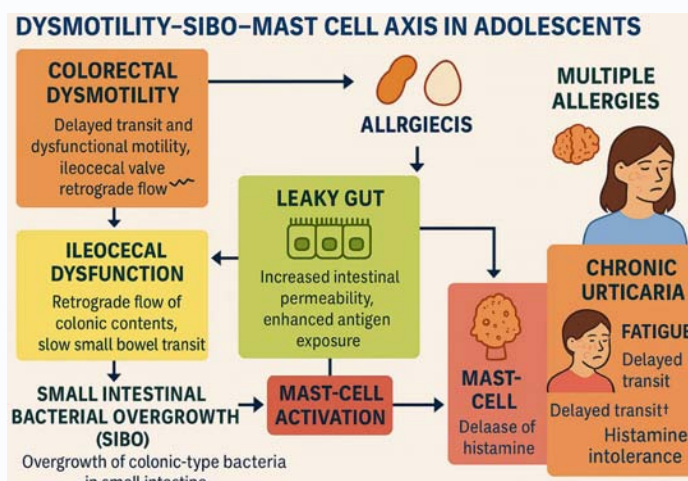 DYSMOTILITY–SIBO–MAST CELL AXIS IN ADOLESCENTS
COLORECTAL
DYSMOTILITY
Delayed transit and
dysfunctional motility,
ileocecal valve
retrograde flow
ALLRGIECIS
MULTIPLE
ALLERGIES
LEAKY GUT
Increased intestinal
permeability,
enhanced antigen
exposure
ILEOCECAL
DYSFUNCTION
Retrograde flow of
colonic contents,
slow small bowel transit
SMALL INTESTINAL
BACTERIAL OVERGROWTH
(SIBO)
Overgrowth of colonic-type bacteria
in small intestine
MAST-CELL
ACTIVATION
MAST-
CELL
Delaase of
histamine
CHRONIC
URTICARIA
FATIGUE
Delayed
transit
Delayed transit†
Histamine
intolerance